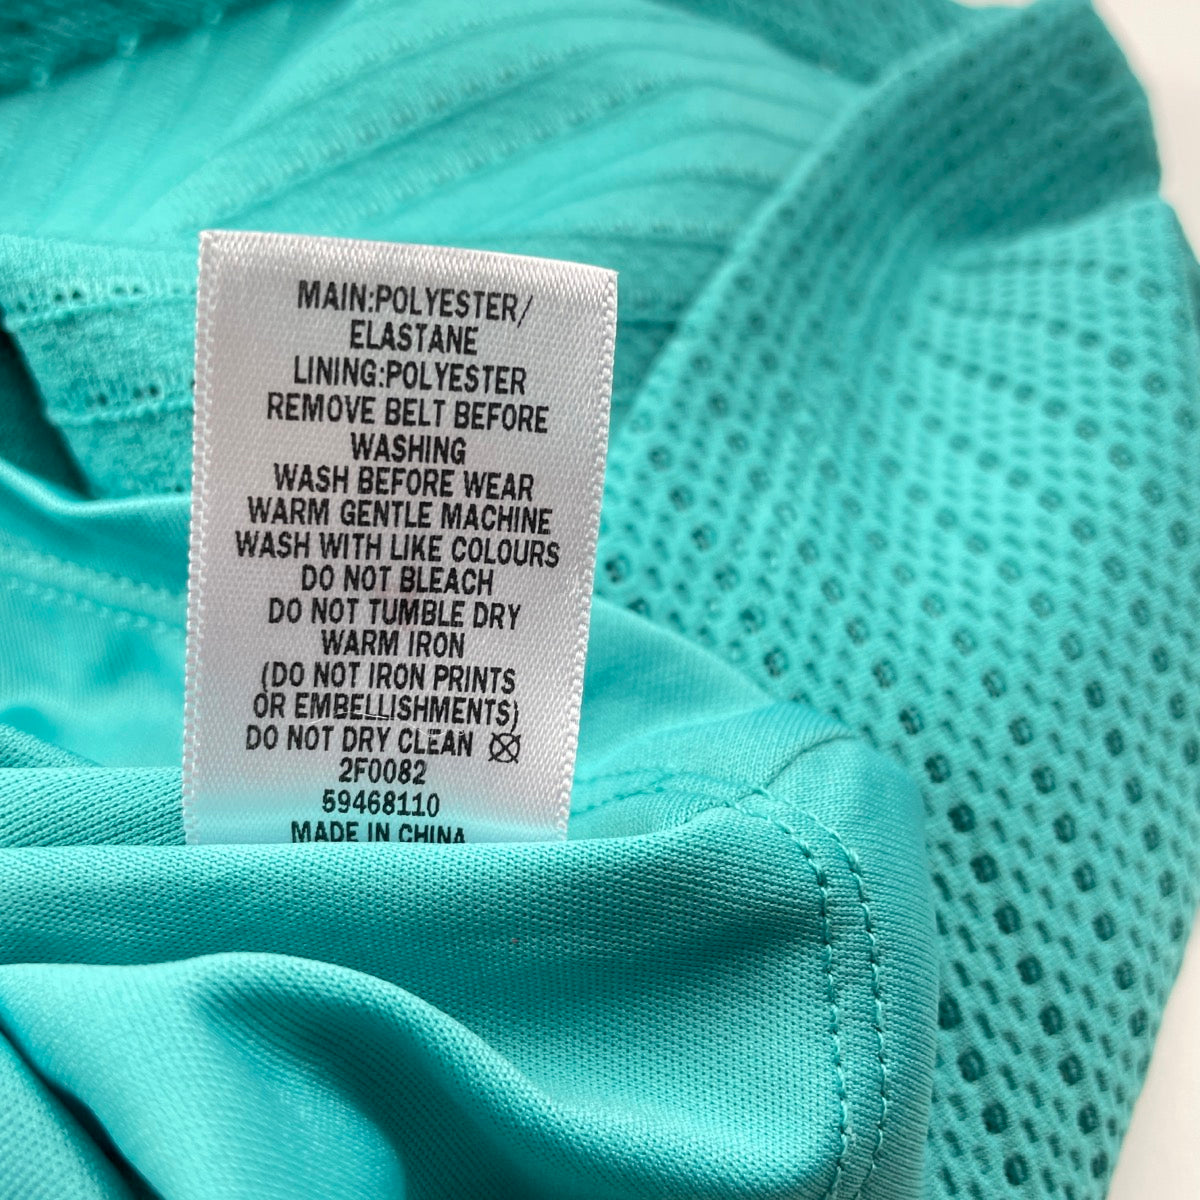 MAIN:POLYESTER/
ELASTANE
LINING:POLYESTER
REMOVE BELT BEFORE
WASHING
WASH BEFORE WEAR
WARM GENTLE MACHINE
WASH WITH LIKE COLOURS
DO NOT BLEACH
DO NOT TUMBLE DRY
WARM IRON
(DO NOT IRON PRINTS
OR EMBELLISHMENTS)
DO NOT DRY CLEAN
2F0082
59468110
MADE IN CHINA